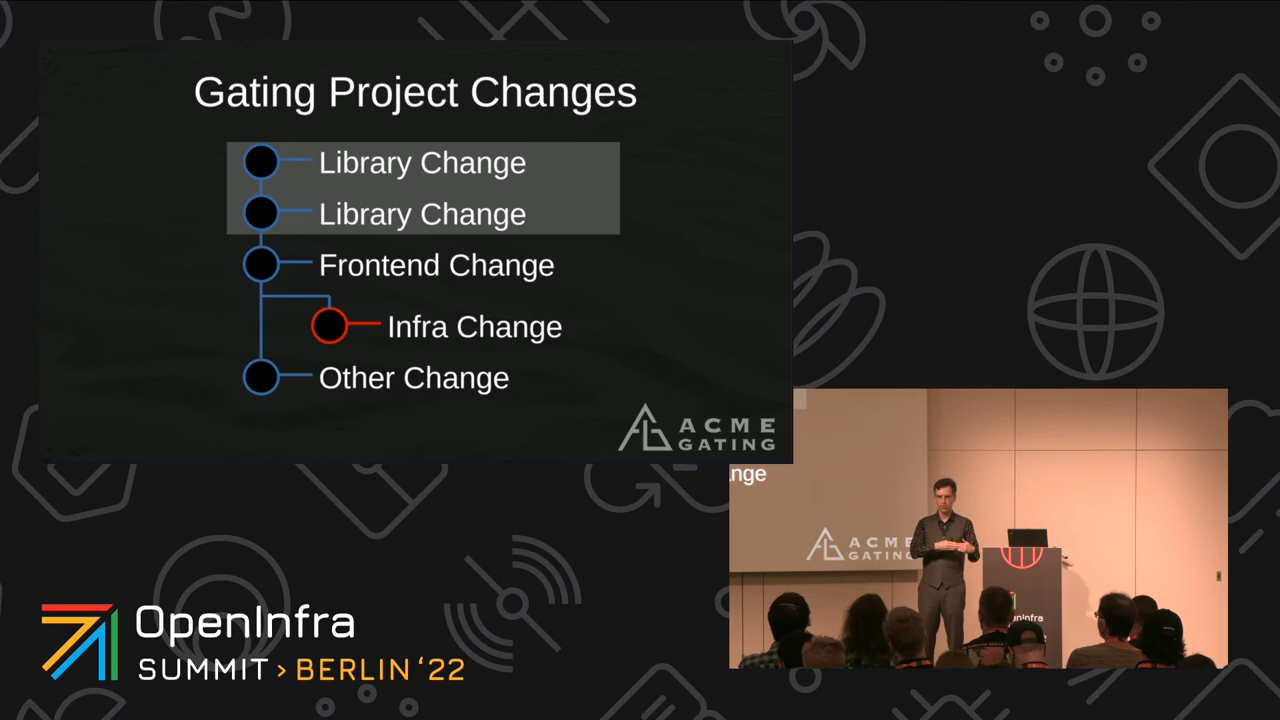 Gating Project Changes
Library Change
Library Change
Frontend Change
Infra Change
Other Change
ACME
GATING
nge
ACME
GATING
OpenInfra
OpenInfra
SUMMIT > BERLIN ‘22